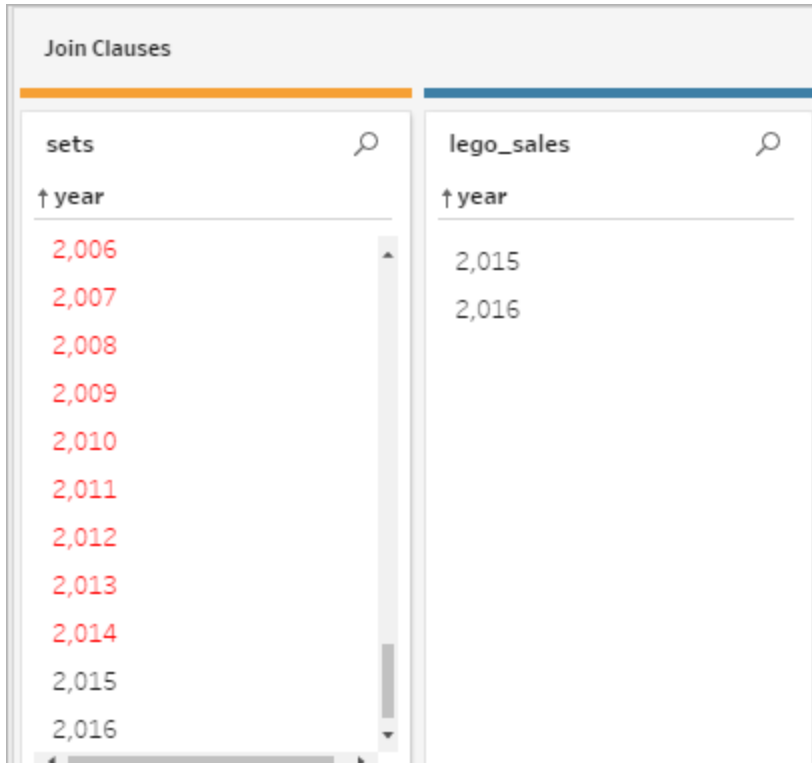 Join Clauses
sets
↑ year
2,006
2,007
2,008
2,009
2,010
2,011
2,012
2,013
2,014
2,015
2,016
lego_sales
↑ year
2,015
2,016